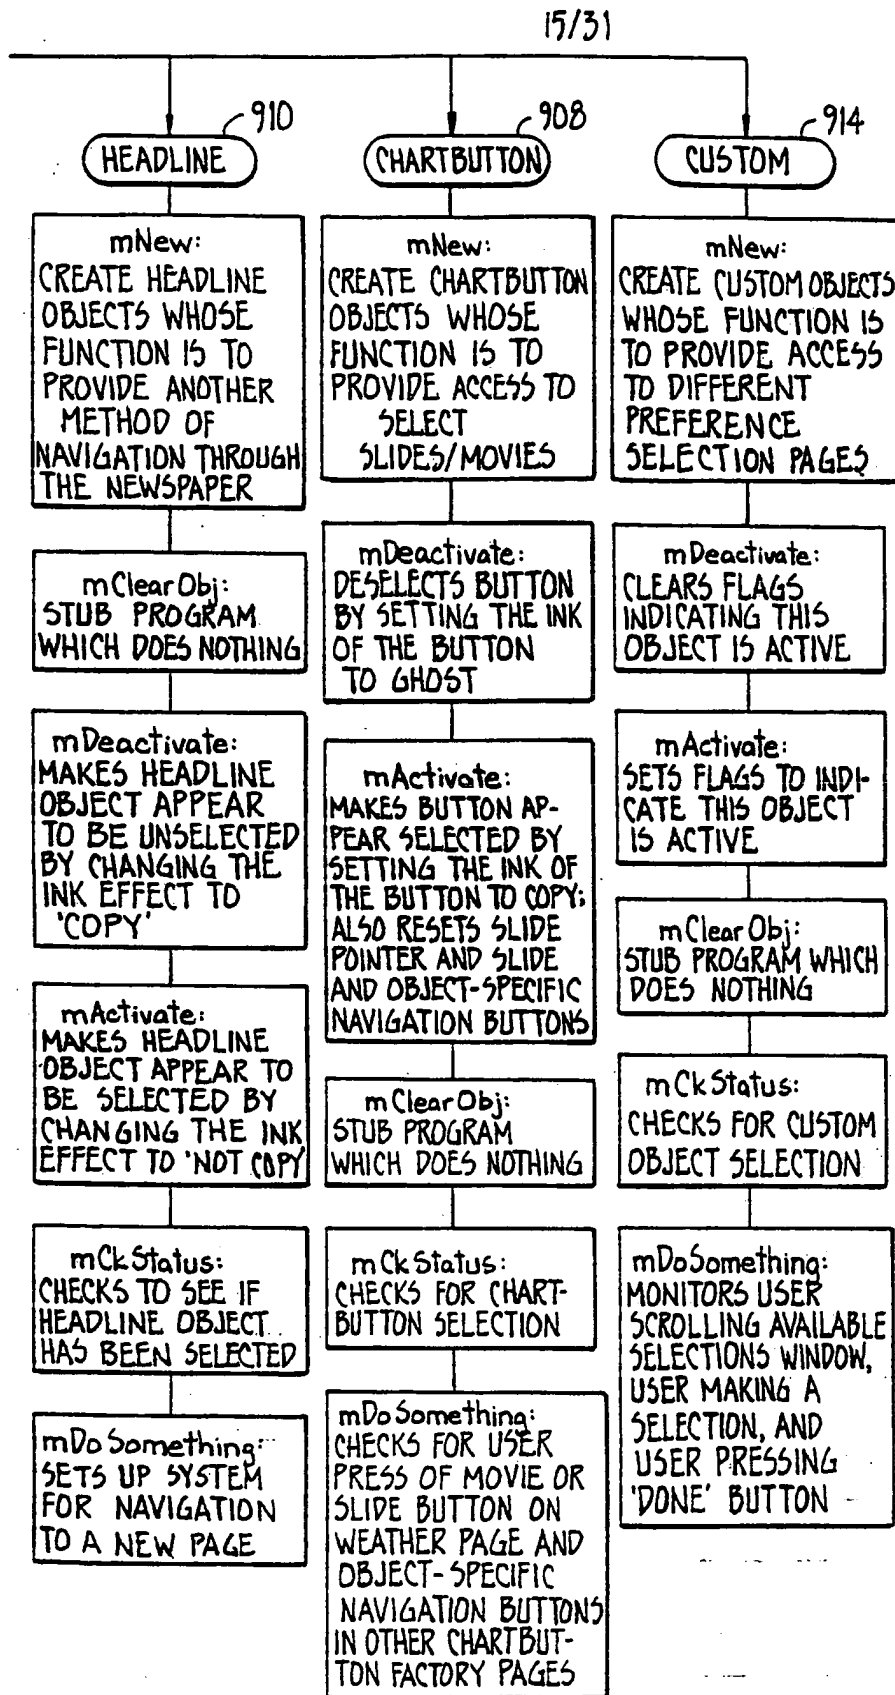 15/31
910
HEADLINE
mNew:
CREATE HEADLINE
OBJECTS WHOSE
FUNCTION IS TO
PROVIDE ANOTHER
METHOD OF
NAVIGATION THROUGH
THE NEWSPAPER
mClearObj:
STUB PROGRAM
WHICH DOES NOTHING
mDeactivate:
MAKES HEADLINE
OBJECT APPEAR
TO BE UNSELECTED
BY CHANGING THE
INK EFFECT TO
'COPY'
mActivate:
MAKES HEADLINE
OBJECT APPEAR TO
BE SELECTED BY
CHANGING THE INK
EFFECT TO 'NOT COPY
mCkStatus:
CHECKS TO SEE IF
HEADLINE OBJECT
HAS BEEN SELECTED
mDoSomething:
SETS UP SYSTEM
FOR NAVIGATION
TO A NEW PAGE
908
CHARTBUTTON
mNew:
CREATE CHARTBUTTON
OBJECTS WHOSE
FUNCTION IS TO
PROVIDE ACCESS TO
SELECT
SLIDES/MOVIES
mDeactivate:
DESELECTS BUTTON
BY SETTING THE INK
OF THE BUTTON
TO GHOST
mActivate:
MAKES BUTTON AP-
PEAR SELECTED BY
SETTING THE INK OF
THE BUTTON TO COPY;
ALSO RESETS SLIDE
POINTER AND SLIDE
AND OBJECT-SPECIFIC
NAVIGATION BUTTONS
mClearObj:
STUB PROGRAM
WHICH DOES NOTHING
mCkStatus:
CHECKS FOR CHART-
BUTTON SELECTION
mDoSomething:
CHECKS FOR USER
PRESS OF MOVIE OR
SLIDE BUTTON ON
WEATHER PAGE AND
OBJECT-SPECIFIC
NAVIGATION BUTTONS
IN OTHER CHARTBUT-
TON FACTORY PAGES
914
CUSTOM
mNew:
CREATE CUSTOM OBJECTS
WHOSE FUNCTION IS
TO PROVIDE ACCESS
TO DIFFERENT
PREFERENCE
SELECTION PAGES
mDeactivate:
CLEARS FLAGS
INDICATING THIS
OBJECT IS ACTIVE
mActivate:
SETS FLAGS TO INDI-
CATE THIS OBJECT
IS ACTIVE
mClearObj:
STUB PROGRAM WHICH
DOES NOTHING
mCkStatus:
CHECKS FOR CUSTOM
OBJECT SELECTION
mDoSomething:
MONITORS USER
SCROLLING AVAILABLE
SELECTIONS WINDOW,
USER MAKING A
SELECTION, AND
USER PRESSING
'DONE' BUTTON